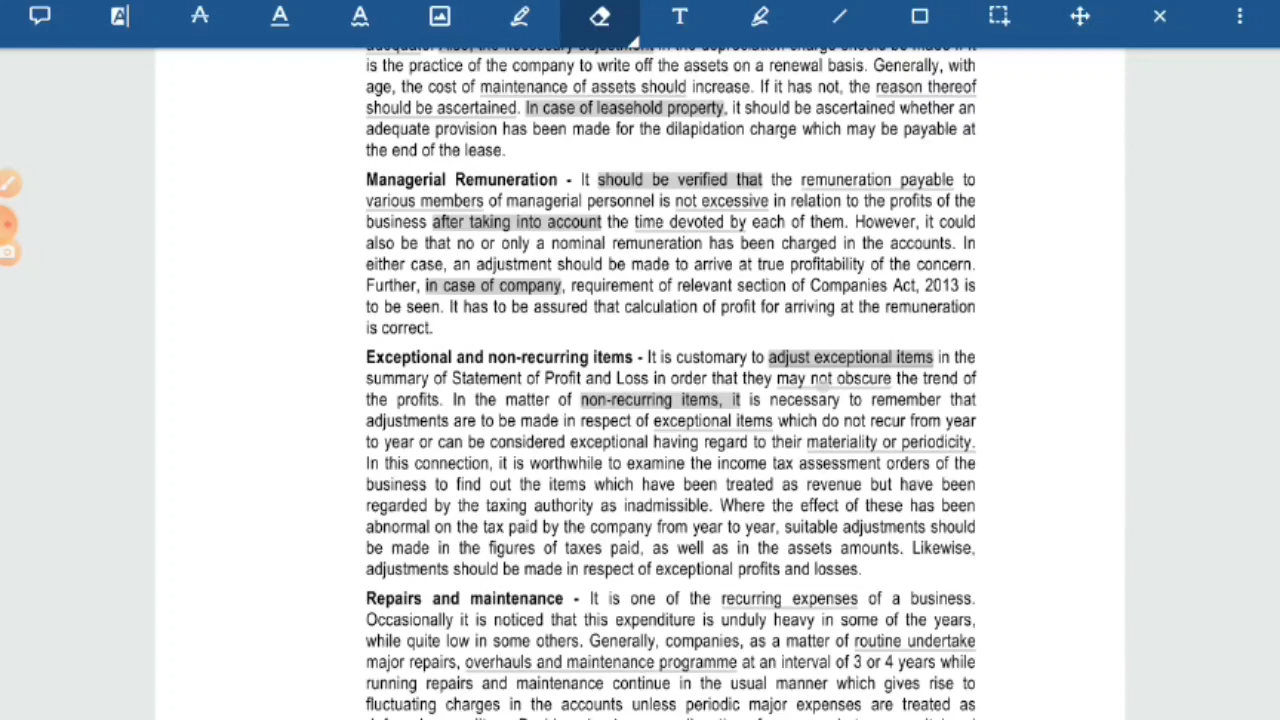 adequate. Also, the necessary adjustment in the depreciation charge should be made if it
is the practice of the company to write off the assets on a renewal basis. Generally, with
age, the cost of maintenance of assets should increase. If it has not, the reason thereof
should be ascertained. In case of leasehold property, it should be ascertained whether an
adequate provision has been made for the dilapidation charge which may be payable at
the end of the lease.
Managerial Remuneration - It should be verified that the remuneration payable to
various members of managerial personnel is not excessive in relation to the profits of the
business after taking into account the time devoted by each of them. However, it could
also be that no or only a nominal remuneration has been charged in the accounts. In
either case, an adjustment should be made to arrive at true profitability of the concern.
Further, in case of company, requirement of relevant section of Companies Act, 2013 is
to be seen. It has to be assured that calculation of profit for arriving at the remuneration
is correct.
Exceptional and non-recurring items - It is customary to adjust exceptional items in the
summary of Statement of Profit and Loss in order that they may not obscure the trend of
the profits. In the matter of non-recurring items, it is necessary to remember that
adjustments are to be made in respect of exceptional items which do not recur from year
to year or can be considered exceptional having regard to their materiality or periodicity.
In this connection, it is worthwhile to examine the income tax assessment orders of the
business to find out the items which have been treated as revenue but have been
regarded by the taxing authority as inadmissible. Where the effect of these has been
abnormal on the tax paid by the company from year to year, suitable adjustments should
be made in the figures of taxes paid, as well as in the assets amounts. Likewise,
adjustments should be made in respect of exceptional profits and losses.
Repairs and maintenance - It is one of the recurring expenses of a business.
Occasionally it is noticed that this expenditure is unduly heavy in some of the years,
while quite low in some others. Generally, companies, as a matter of routine undertake
major repairs, overhauls and maintenance programme at an interval of 3 or 4 years while
running repairs and maintenance continue in the usual manner which gives rise to
fluctuating charges in the accounts unless periodic major expenses are treated as